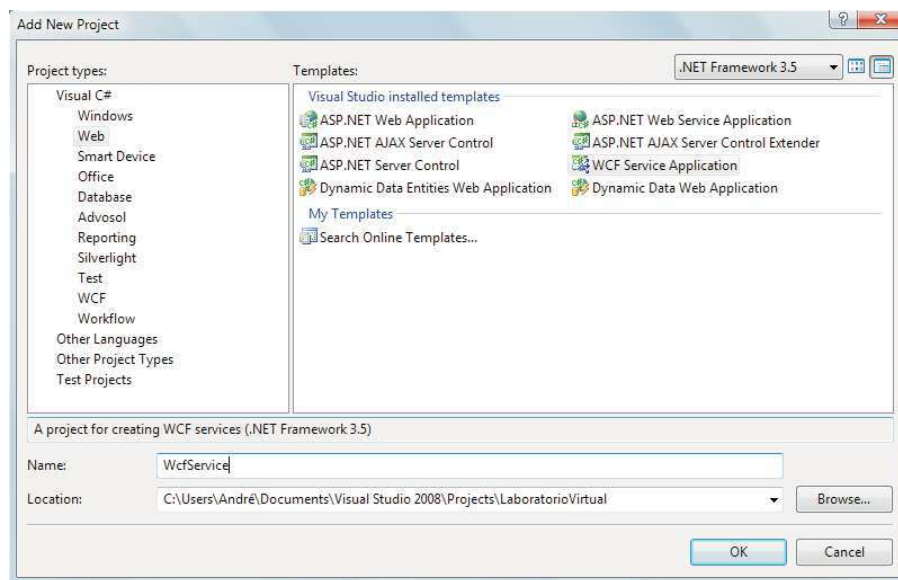 Add New Project
Project types:
Templates:
.NET Framework 3.5
Visual C#
Windows
Web
Smart Device
Office
Database
Advosol
Reporting
Silverlight
Test
WCF
Workflow
Other Languages
Other Project Types
Test Projects
Visual Studio installed templates
ASP.NET Web Application
ASP.NET Web Service Application
ASP.NET AJAX Server Control
ASP.NET AJAX Server Control Extender
ASP.NET Server Control
WCF Service Application
Dynamic Data Entities Web Application
Dynamic Data Web Application
My Templates
Search Online Templates...
A project for creating WCF services (.NET Framework 3.5)
Name:
WcfService
Location:
C:\Users\André\Documents\Visual Studio 2008\Projects\LaboratorioVirtual
Browse...
OK
Cancel